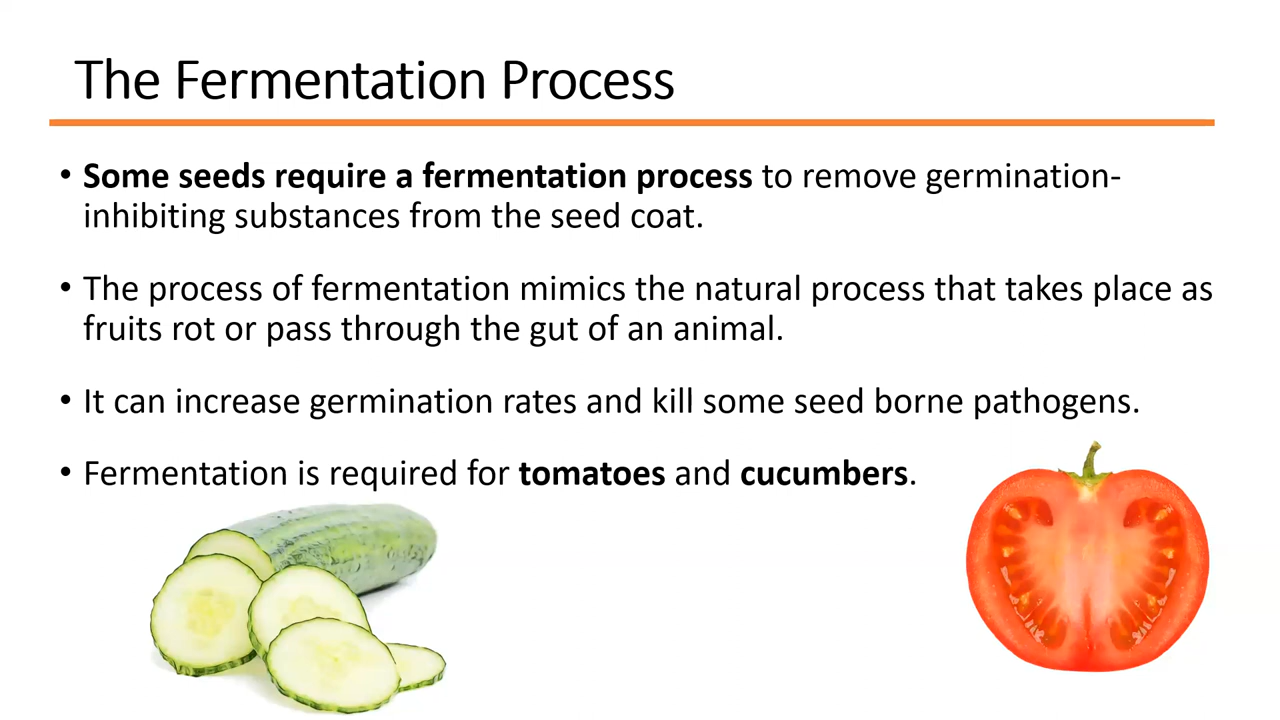 The Fermentation Process
• Some seeds require a fermentation process to remove germination-
inhibiting substances from the seed coat.
• The process of fermentation mimics the natural process that takes place as
fruits rot or pass through the gut of an animal.
• It can increase germination rates and kill some seed borne pathogens.
• Fermentation is required for tomatoes and cucumbers.